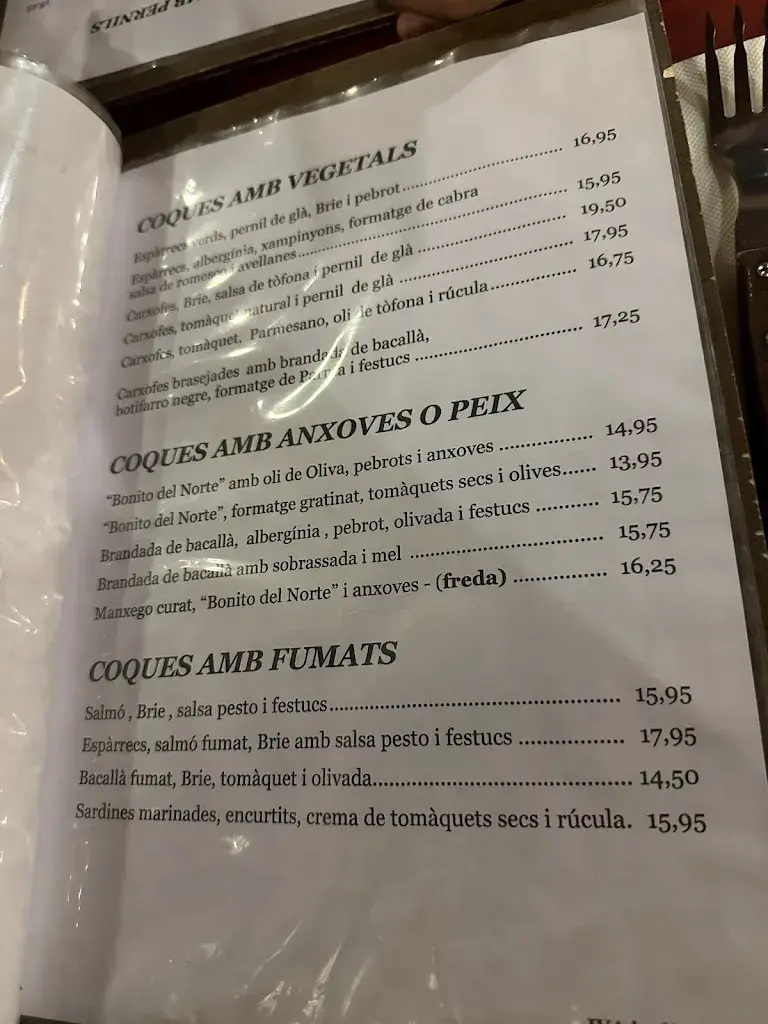 AMB PERNILS
COQUES AMB VEGETALS
Espàrrecs verds, pernil de glà, Brie i pebrot.......................... 16,95
Espàrrecs, albergínia, xampinyons, formatge de cabra
salsa de romesco i avellanes............................................. 15,95
Carxofes, Brie, salsa de tòfona i pernil de glà ........................ 19,50
Carxofes, tomàquet natural i pernil de glà ............................. 17,95
Carxofes, tomàquet, Parmesano, oli de tòfona i rúcula............... 16,75
Carxofes brasejades amb brandada de bacallà,
botifarro negre, formatge de Parma i festucs ........................... 17,25
COQUES AMB ANXOVES O PEIX
“Bonito del Norte” amb oli de Oliva, pebrots i anxoves ................ 14,95
“Bonito del Norte”, formatge gratinat, tomàquets secs i olives...... 13,95
Brandada de bacallà, albergínia , pebrot, olivada i festucs ........... 15,75
Brandada de bacallà amb sobrassada i mel ................................. 15,75
Manxego curat, “Bonito del Norte” i anxoves - (freda) ................ 16,25
COQUES AMB FUMATS
Salmó , Brie , salsa pesto i festucs.................................................. 15,95
Espàrrecs, salmó fumat, Brie amb salsa pesto i festucs .................. 17,95
Bacallà fumat, Brie, tomàquet i olivada............................................ 14,50
Sardines marinades, encurtits, crema de tomàquets secs i rúcula. 15,95